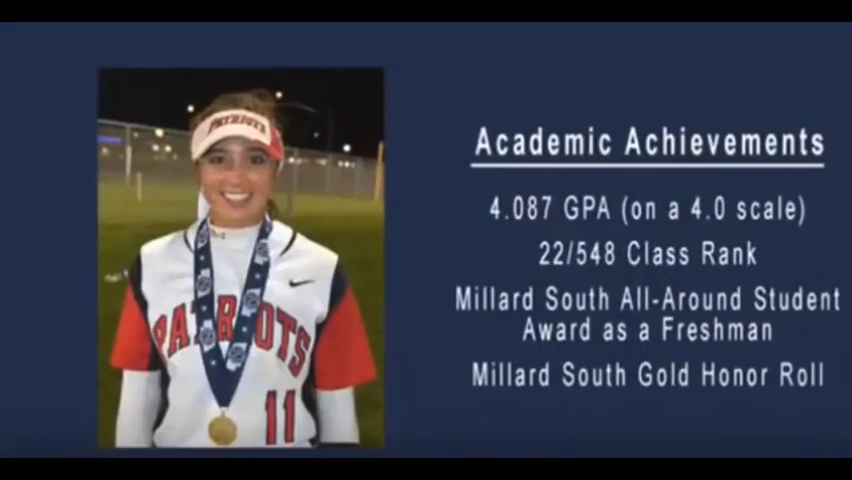 PATRIOTS
PATRIOTS
11
Academic Achievements
4.087 GPA (on a 4.0 scale)
22/548 Class Rank
Millard South All-Around Student
Award as a Freshman
Millard South Gold Honor Roll